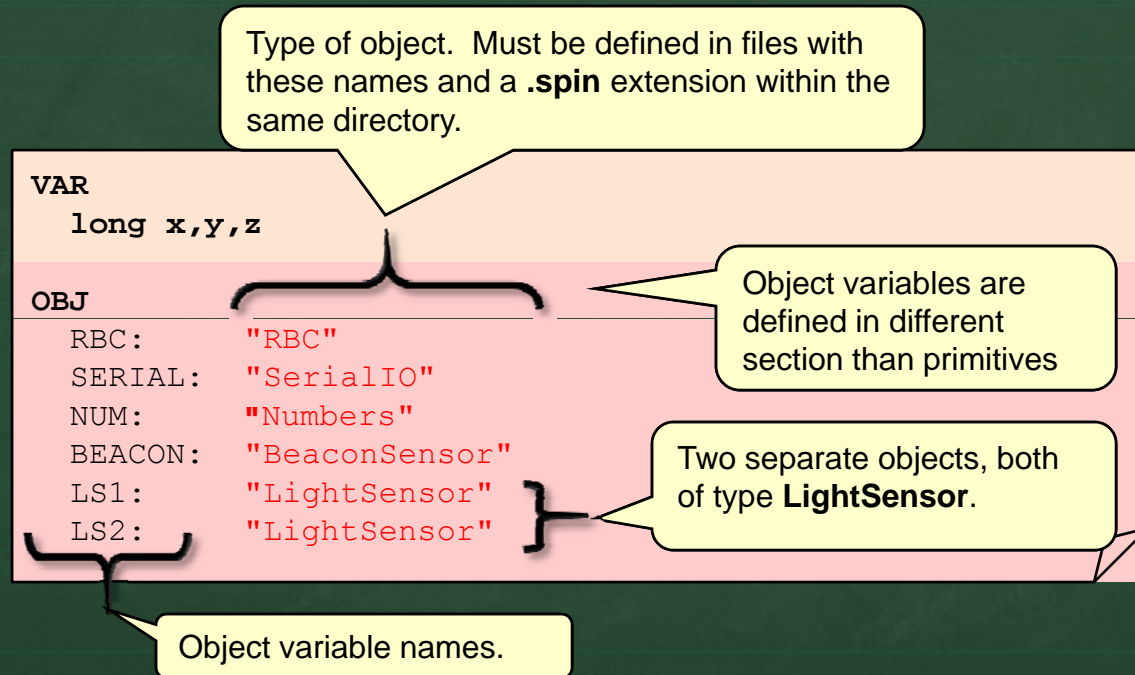 Type of object.  Must be defined in files with
these names and a .spin extension within the
same directory.
VAR
long x,y,z
OBJ
RBC: "RBC"
SERIAL: "SerialIO"
NUM: "Numbers"
BEACON: "BeaconSensor"
LS1: "LightSensor"
LS2: "LightSensor"
Object variables are
defined in different
section than primitives
Two separate objects, both
of type LightSensor.
Object variable names.